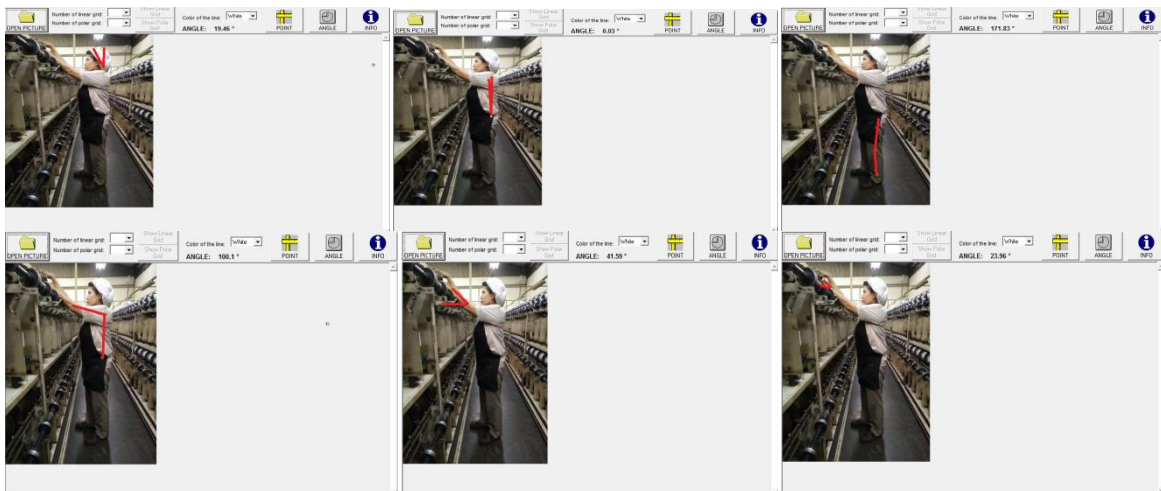 OPEN PICTURE
Number of linear grid:
Show Linear Grid
Number of polar grid:
Show Polar Grid
Color of the line: White
ANGLE: 19.46 °
POINT
ANGLE
INFO
OPEN PICTURE
Number of linear grid:
Show Linear Grid
Number of polar grid:
Show Polar Grid
Color of the line: White
ANGLE: 0.03 °
POINT
ANGLE
INFO
OPEN PICTURE
Number of linear grid:
Show Linear Grid
Number of polar grid:
Show Polar Grid
Color of the line: White
ANGLE: 171.83 °
POINT
ANGLE
INFO
OPEN PICTURE
Number of linear grid:
Show Linear Grid
Number of polar grid:
Show Polar Grid
Color of the line: White
ANGLE: 100.1 °
POINT
ANGLE
INFO
OPEN PICTURE
Number of linear grid:
Show Linear Grid
Number of polar grid:
Show Polar Grid
Color of the line: White
ANGLE: 41.59 °
POINT
ANGLE
INFO
OPEN PICTURE
Number of linear grid:
Show Linear Grid
Number of polar grid:
Show Polar Grid
Color of the line: White
ANGLE: 23.96 °
POINT
ANGLE
INFO